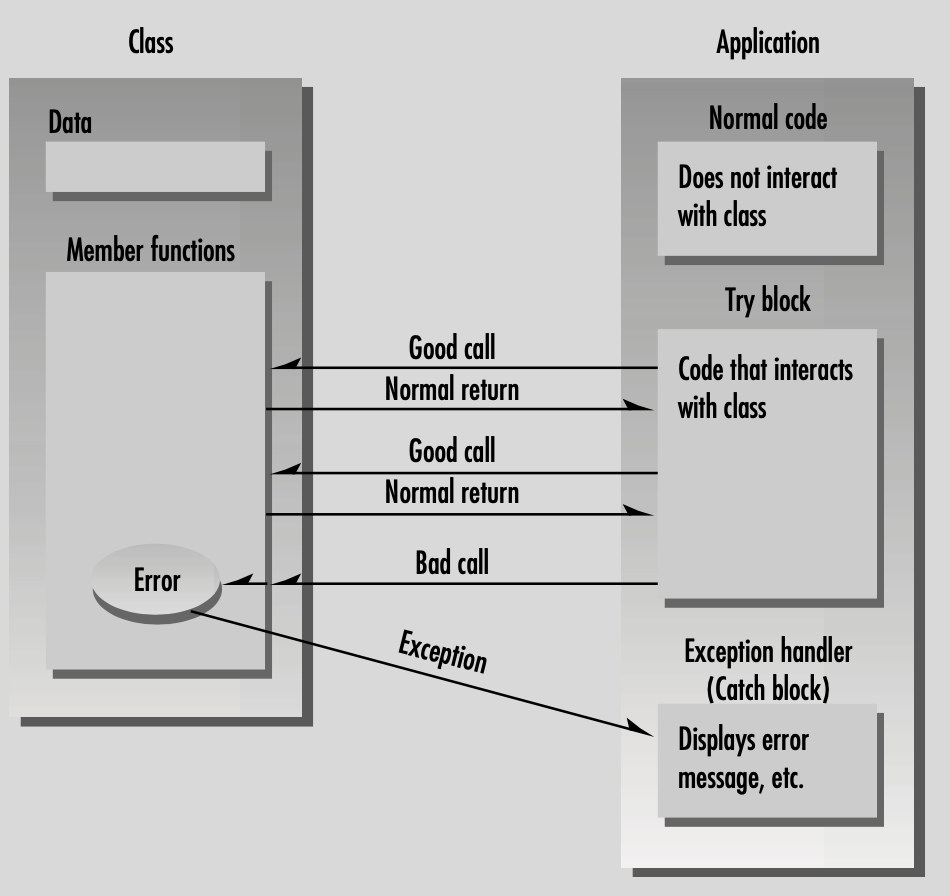 Class
Data
Member functions
Error
Good call
Normal return
Good call
Normal return
Bad call
Exception
Application
Normal code
Does not interact
with class
Try block
Code that interacts
with class
Exception handler
(Catch block)
Displays error
message, etc.